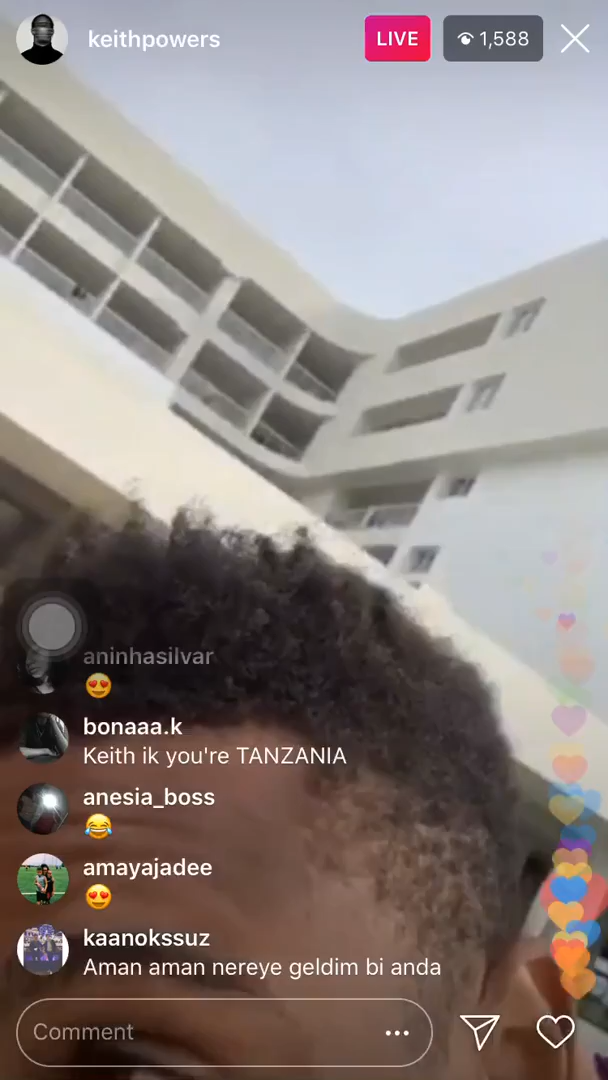 keithpowers
LIVE
1,588
aninhasilvar
😍
bonaaa.k
Keith ik you're TANZANIA
anesia_boss
😂
amayajadee
😍
kaanokssuz
Aman aman nereye geldim bi anda
Comment